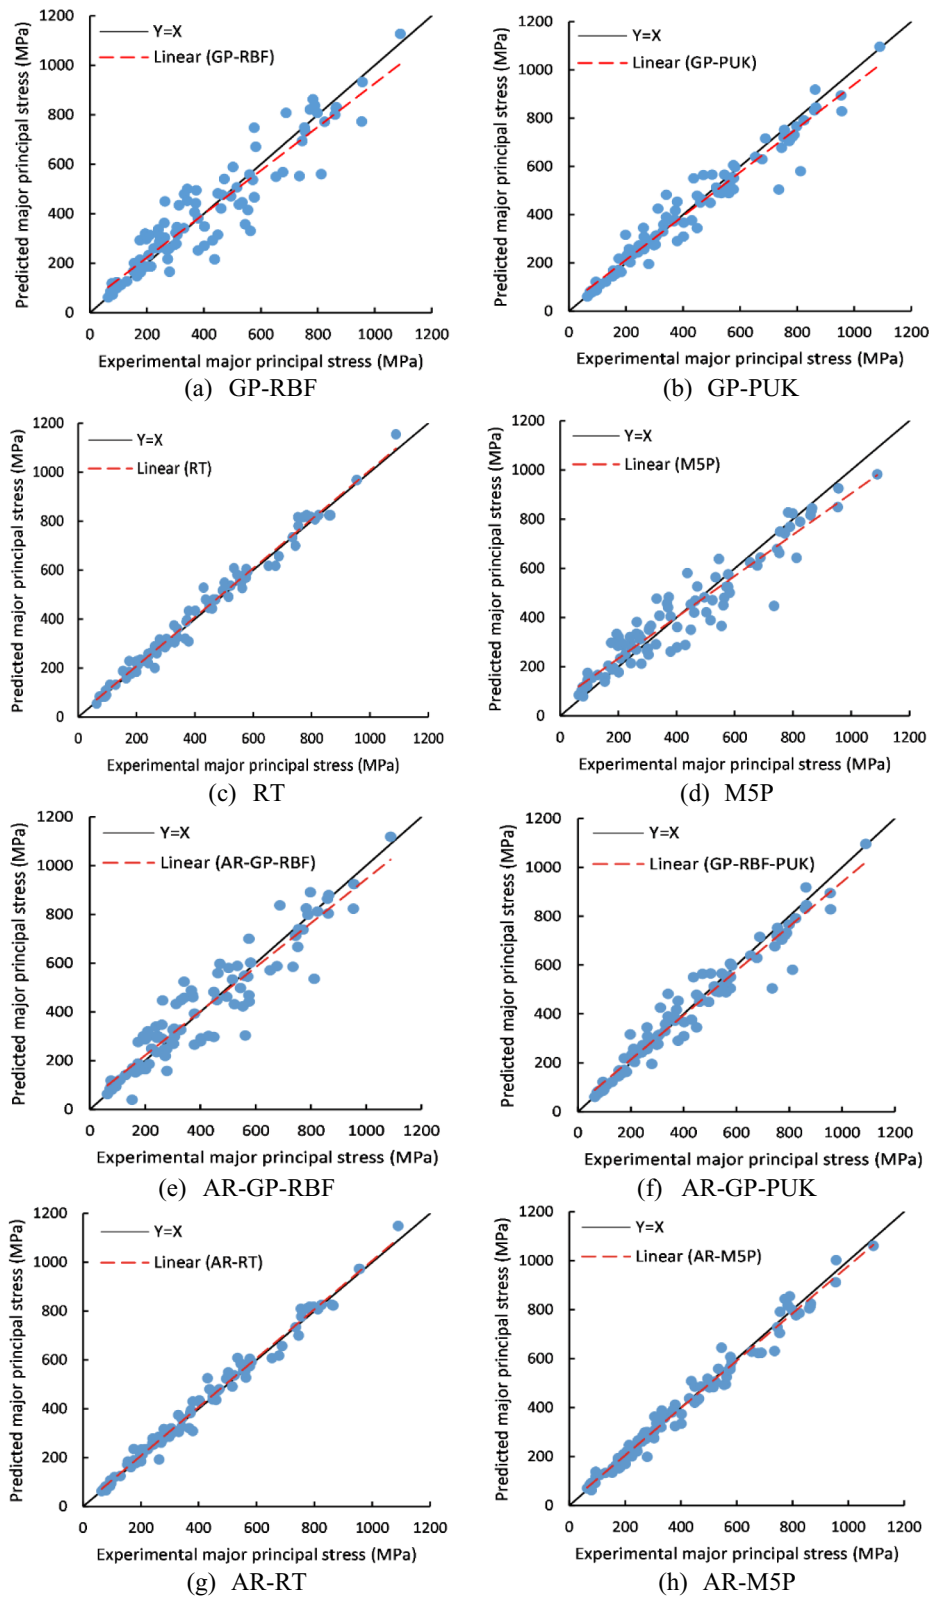 Predicted major principal stress (MPa)
1200
1000
800
600
400
200
0
Y=X
Linear (GP-RBF)
0 200 400 600 800 1000 1200
Experimental major principal stress (MPa)
(a) GP-RBF
Predicted major principal stress (MPa)
1200
1000
800
600
400
200
0
Y=X
Linear (GP-PUK)
0 200 400 600 800 1000 1200
Experimental major principal stress (MPa)
(b) GP-PUK
Predicted major principal stress (MPa)
1200
1000
800
600
400
200
0
Y=X
Linear (RT)
0 200 400 600 800 1000 1200
Experimental major principal stress (MPa)
(c) RT
Predicted major principal stress (MPa)
1200
1000
800
600
400
200
0
Y=X
Linear (M5P)
0 200 400 600 800 1000 1200
Experimental major principal stress (MPa)
(d) M5P
Predicted major principal stress (MPa)
1200
1000
800
600
400
200
0
Y=X
Linear (AR-GP-RBF)
0 200 400 600 800 1000 1200
Experimental major principal stress (MPa)
(e) AR-GP-RBF
Predicted major principal stress (MPa)
1200
1000
800
600
400
200
0
Y=X
Linear (GP-RBF-PUK)
0 200 400 600 800 1000 1200
Experimental major principal stress (MPa)
(f) AR-GP-PUK
Predicted major principal stress (MPa)
1200
1000
800
600
400
200
0
Y=X
Linear (AR-RT)
0 200 400 600 800 1000 1200
Experimental major principal stress (MPa)
(g) AR-RT
Predicted major principal stress (MPa)
1200
1000
800
600
400
200
0
Y=X
Linear (AR-M5P)
0 200 400 600 800 1000 1200
Experimental major principal stress (MPa)
(h) AR-M5P